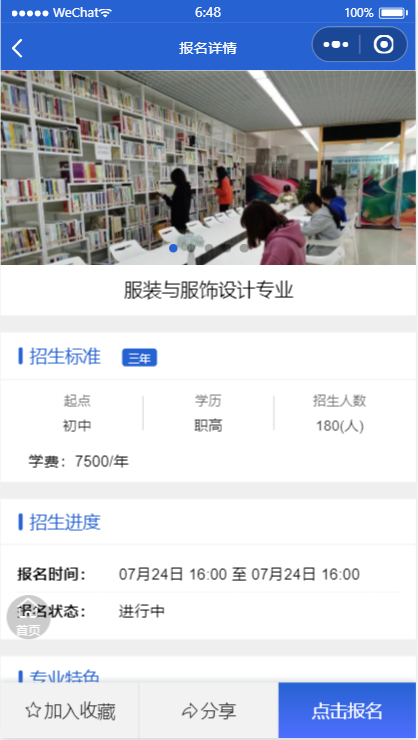 WeChat 6:48 100%
报名详情
服装与服饰设计专业
招生标准 三年
起点 学历 招生人数
初中 职高 180(人)
学费：7500/年
招生进度
报名时间： 07月24日 16:00 至 07月24日 16:00
报名状态： 进行中
首页
专业特色
加入收藏 分享 点击报名